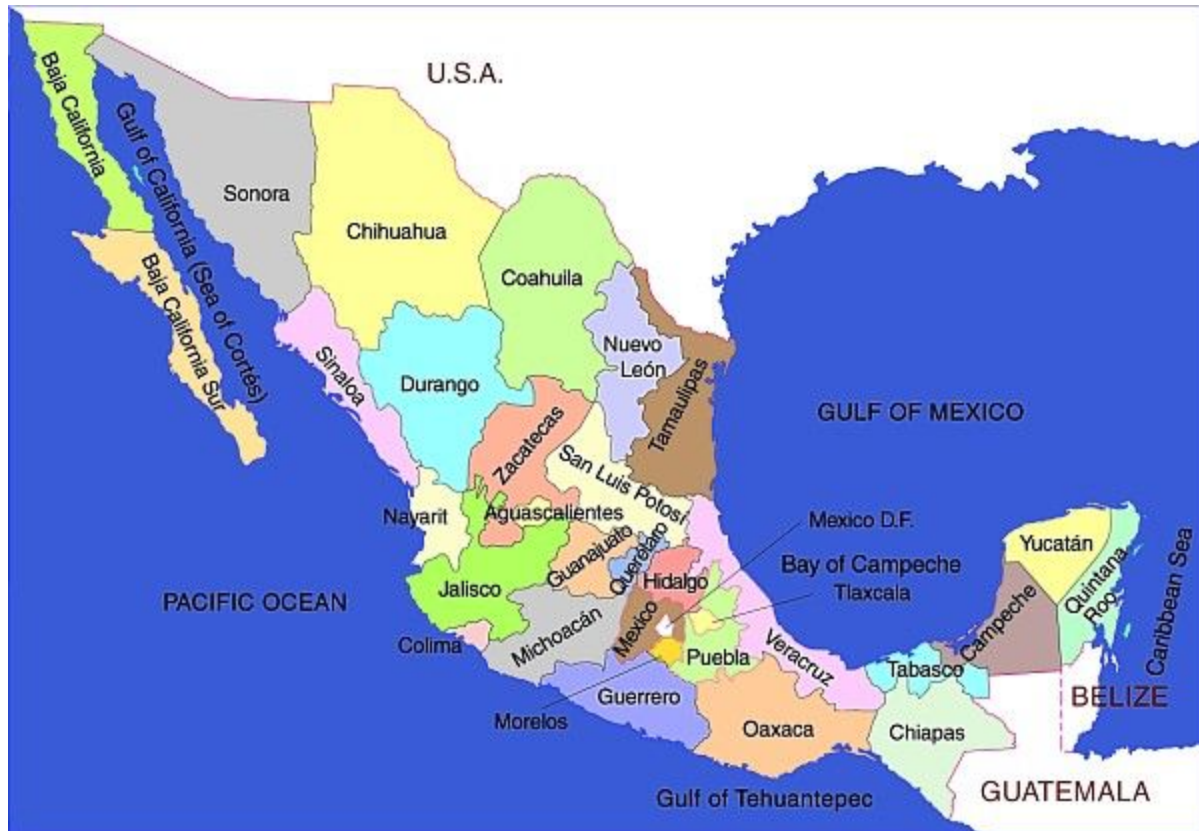 U.S.A.
Baja California
Gulf of California (Sea of Cortés)
Sonora
Chihuahua
Coahuila
Baja California Sur
Sinaloa
Durango
Nuevo
León
Tamaulipas
GULF OF MEXICO
Zacatecas
San Luis Potosí
Nayarit
Aguascalientes
Mexico D.F.
Guanajuato
Querétaro
Yucatán
Bay of Campeche
Tlaxcala
Hidalgo
Quintana
Roo
Caribbean Sea
PACIFIC OCEAN
Jalisco
Colima
Michoacán
Mexico
Puebla
Veracruz
Campeche
Tabasco
BELIZE
Guerrero
Morelos
Oaxaca
Chiapas
Gulf of Tehuantepec
GUATEMALA